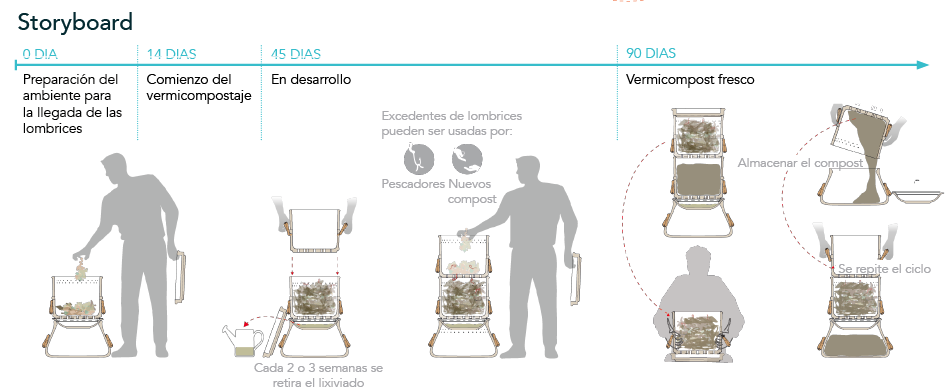 Storyboard
0 DIA
14 DIAS
45 DIAS
90 DIAS
Preparación del
ambiente para
la llegada de las
lombrices
Comienzo del
vermicompostaje
En desarrollo
Vermicompost fresco
Excedentes de lombrices
pueden ser usadas por:
Pescadores Nuevos
compost
Almacenar el compost
Se repite el ciclo
Cada 2 o 3 semanas se
retira el lixiviado